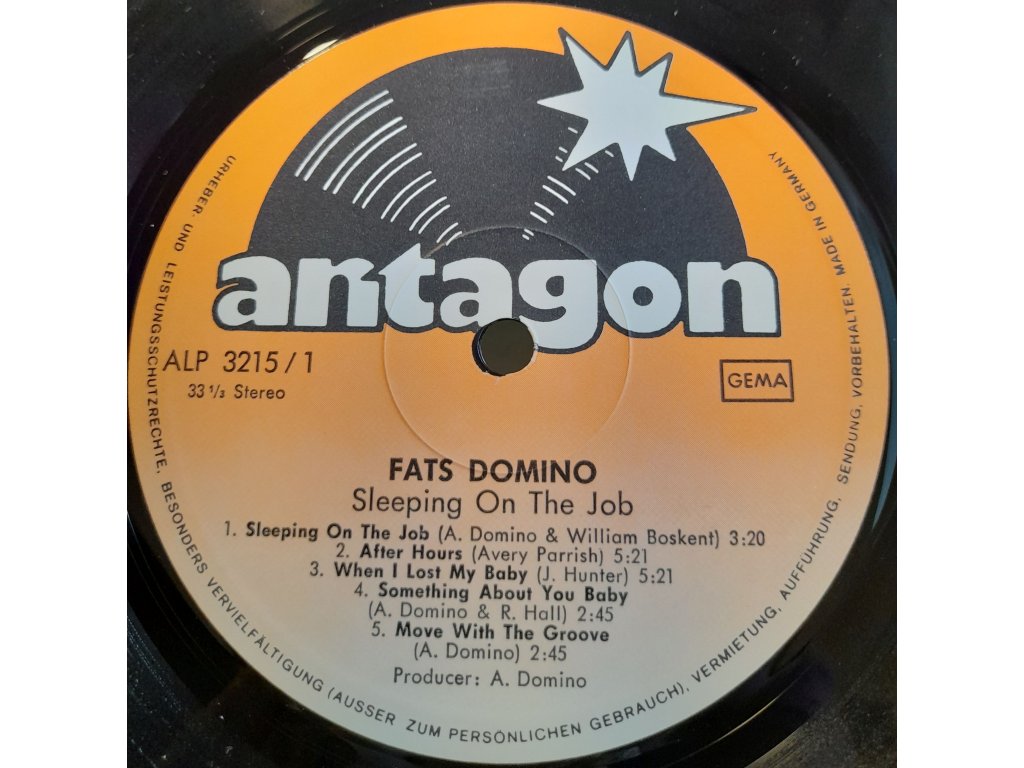 antagon
ALP 3215/1
33 1/3 Stereo
GEMA
FATS DOMINO
Sleeping On The Job
1. Sleeping On The Job (A. Domino & William Boskent) 3:20
2. After Hours (Avery Parrish) 5:21
3. When I Lost My Baby (J. Hunter) 5:21
4. Something About You Baby
(A. Domino & R. Hall) 2:45
5. Move With The Groove
(A. Domino) 2:45
Producer: A. Domino
URHEBER- UND LEISTUNGSSCHUTZRECHTE, BESONDERS VERVIELFÄLTIGUNG (AUSSER ZUM PERSÖNLICHEN GEBRAUCH), VERMIETUNG, AUFFÜHRUNG, SENDUNG, VORBEHALTEN. MADE IN GERMANY